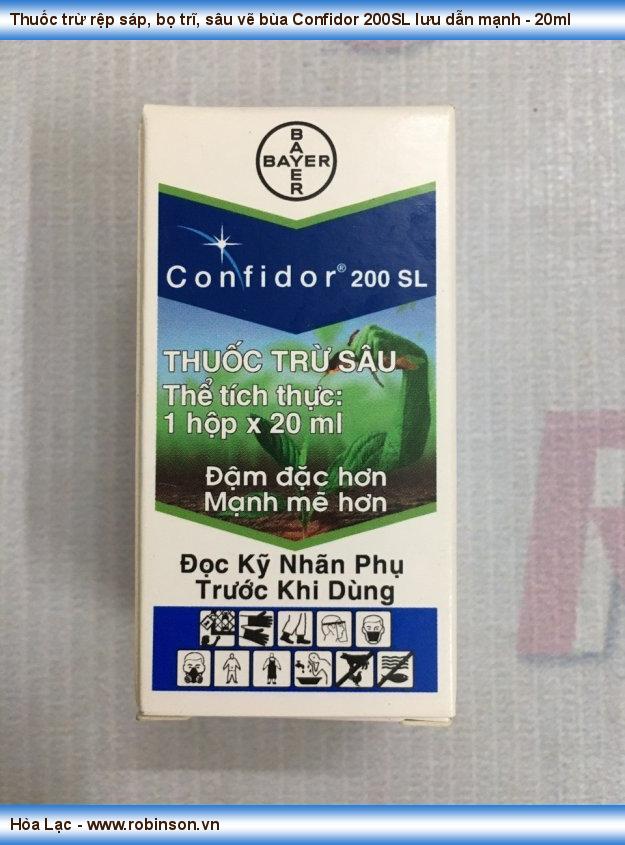 Thuốc trừ rệp sáp, bọ trĩ, sâu vẽ bùa Confidor 200SL lưu dẫn mạnh - 20ml
BAYER
BAYER
Confidor® 200 SL
THUỐC TRỪ SÂU
Thể tích thực:
1 hộp x 20 ml
Đậm đặc hơn
Mạnh mẽ hơn
Đọc Kỹ Nhãn Phụ
Trước Khi Dùng
Hòa Lạc - www.robinson.vn